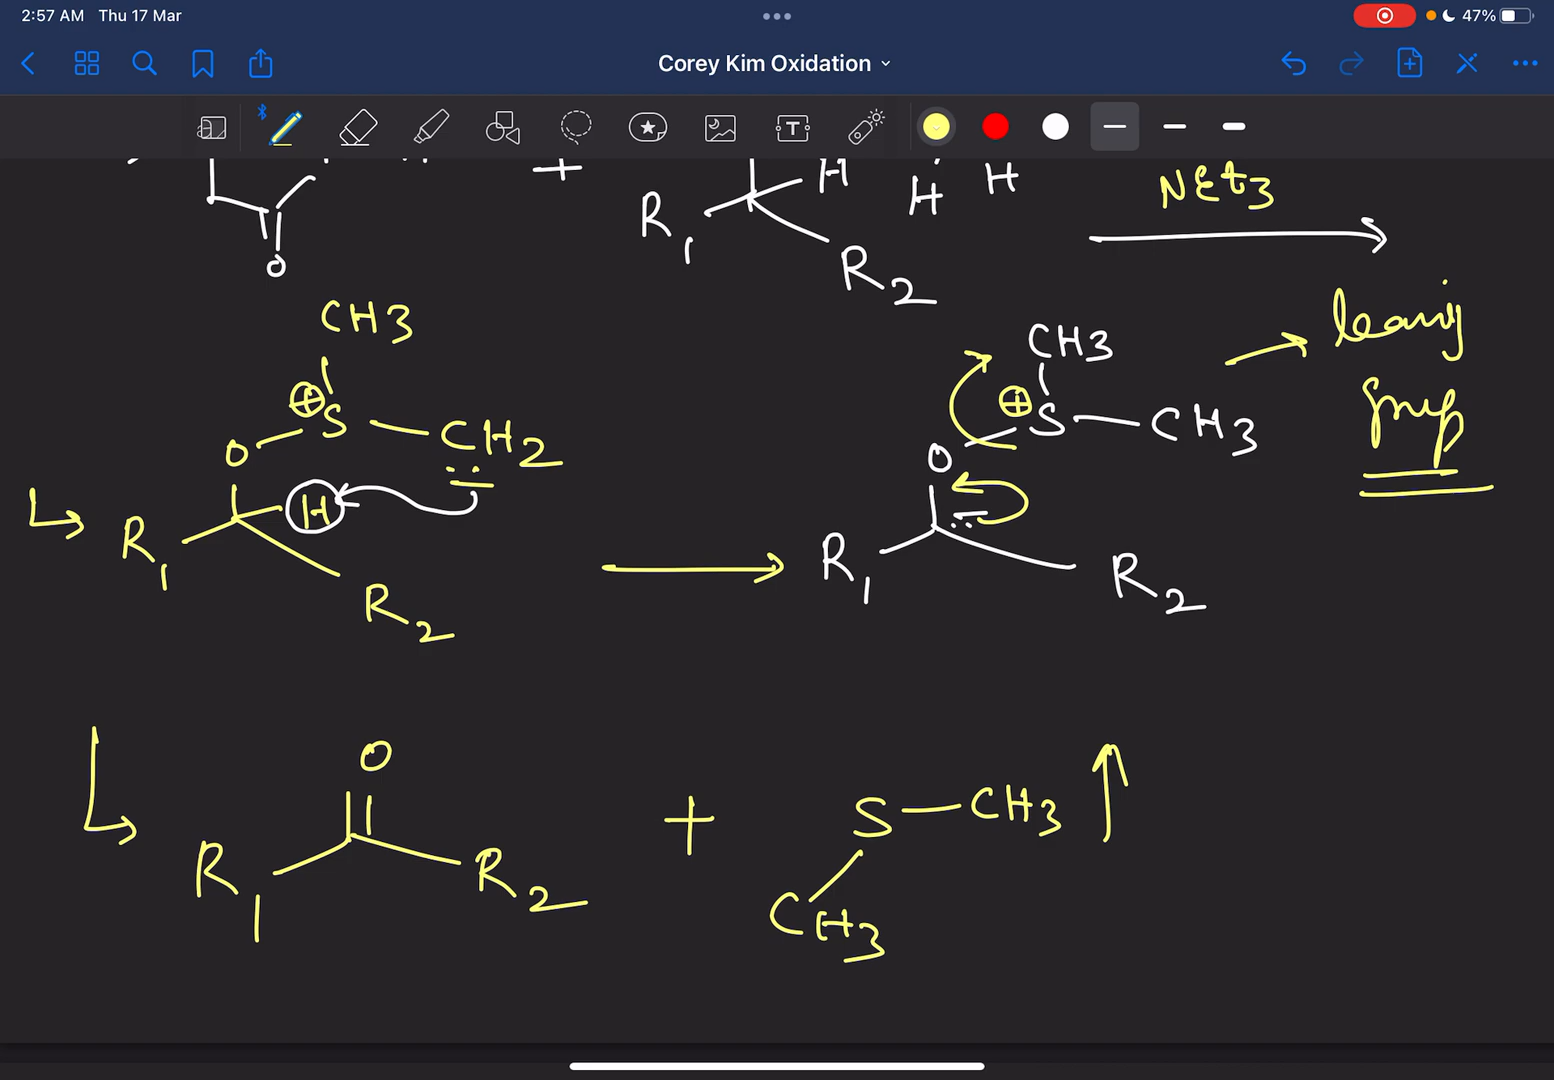 2:57 AM Thu 17 Mar
47%
Corey Kim Oxidation
T
H
H H
NEt3
R1
R2
O
CH3
⊕
S
CH2
O
H
R1
R2
CH3
⊕
S
CH3
O
R1
R2
leaving
group
O
R1
R2
+
S
CH3
CH3